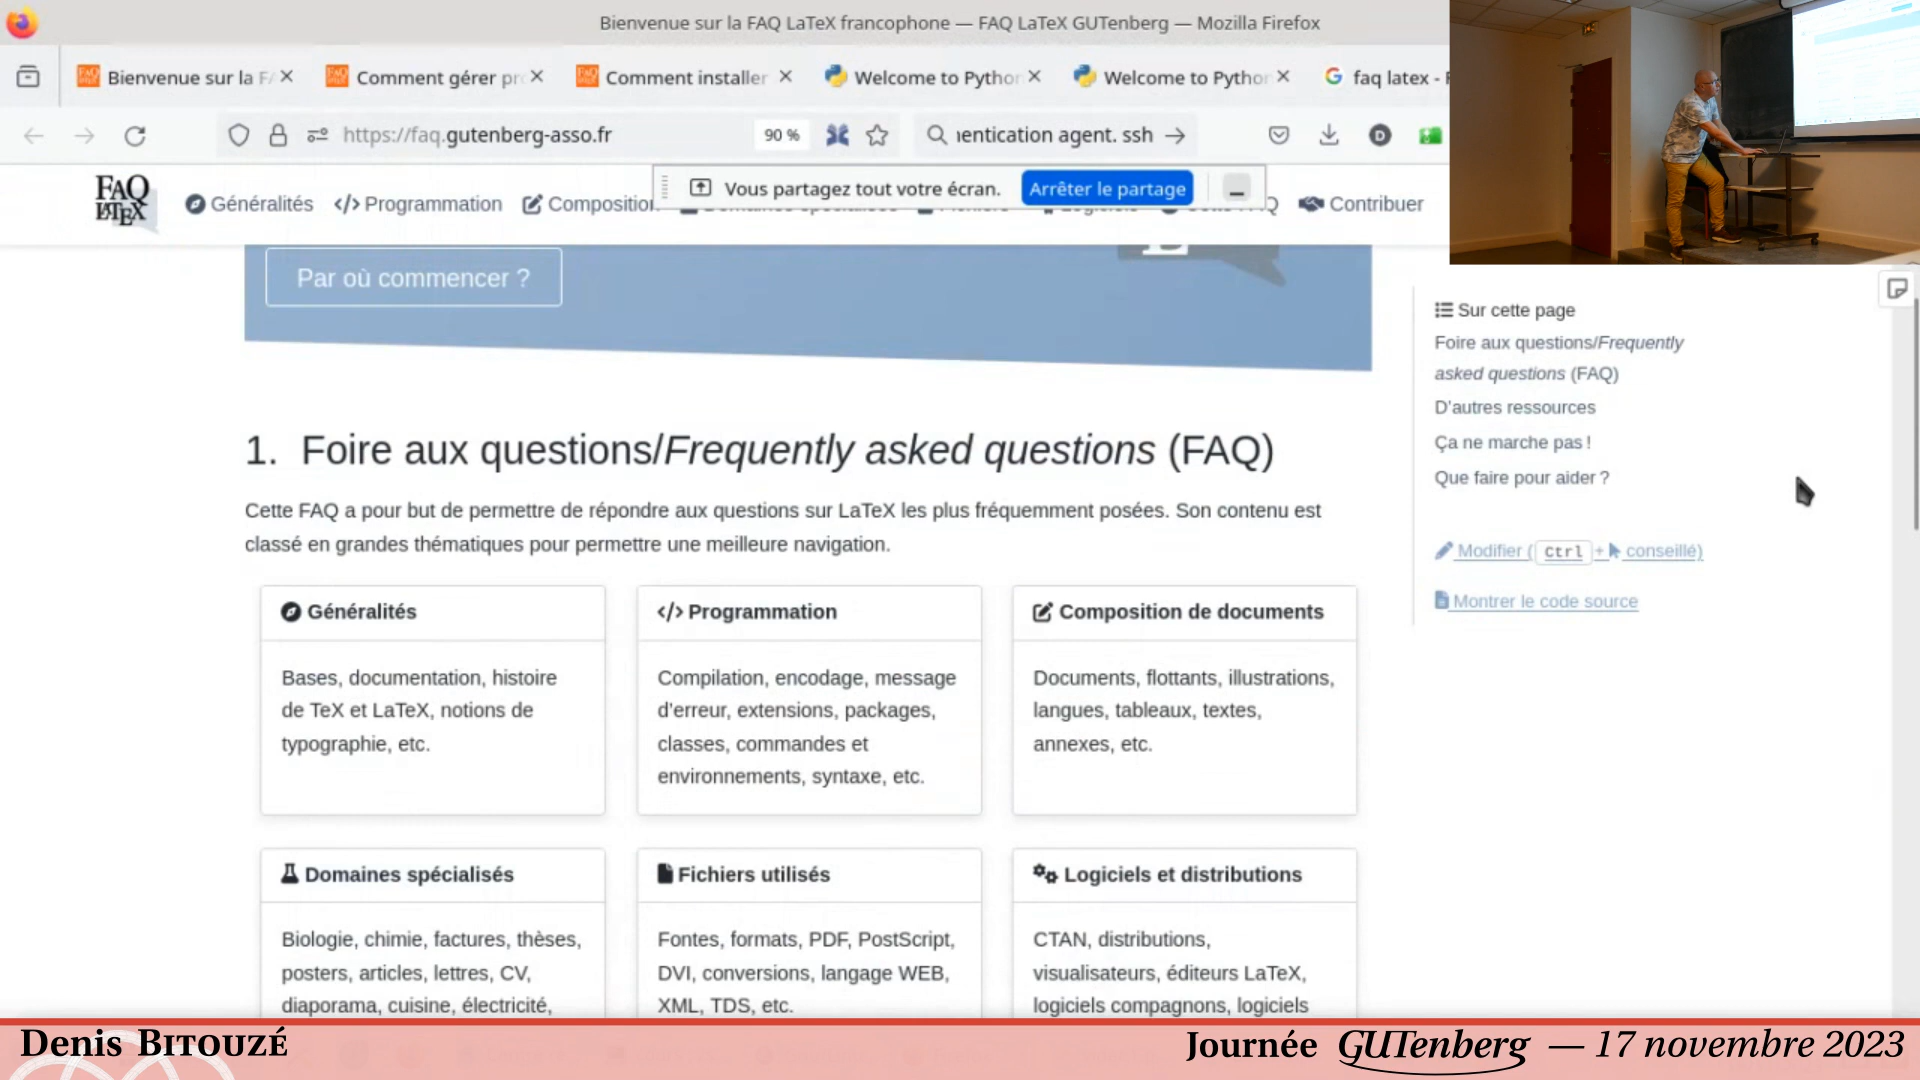 Bienvenue sur la FAQ LaTeX francophone — FAQ LaTeX GUTenberg — Mozilla Firefox
Bienvenue sur la FA
Comment gérer pr
Comment installer
Welcome to Python
Welcome to Python
faq latex - R
https://faq.gutenberg-asso.fr
90 %
entication agent. ssh
FAQ LATEX
Généralités
Programmation
Composition
Contribuer
Vous partagez tout votre écran.
Arrêter le partage
Par où commencer ?
1. Foire aux questions/Frequently asked questions (FAQ)
Cette FAQ a pour but de permettre de répondre aux questions sur LaTeX les plus fréquemment posées. Son contenu est
classé en grandes thématiques pour permettre une meilleure navigation.
Généralités
Bases, documentation, histoire
de TeX et LaTeX, notions de
typographie, etc.
Programmation
Compilation, encodage, message
d’erreur, extensions, packages,
classes, commandes et
environnements, syntaxe, etc.
Composition de documents
Documents, flottants, illustrations,
langues, tableaux, textes,
annexes, etc.
Domaines spécialisés
Biologie, chimie, factures, thèses,
posters, articles, lettres, CV,
diaporama, cuisine, électricité,
Fichiers utilisés
Fontes, formats, PDF, PostScript,
DVI, conversions, langage WEB,
XML, TDS, etc.
Logiciels et distributions
CTAN, distributions,
visualisateurs, éditeurs LaTeX,
logiciels compagnons, logiciels
Sur cette page
Foire aux questions/Frequently
asked questions (FAQ)
D’autres ressources
Ça ne marche pas !
Que faire pour aider ?
Modifier ( Ctrl + conseillé)
Montrer le code source
Denis BITOUZÉ
Journée GUTenberg — 17 novembre 2023